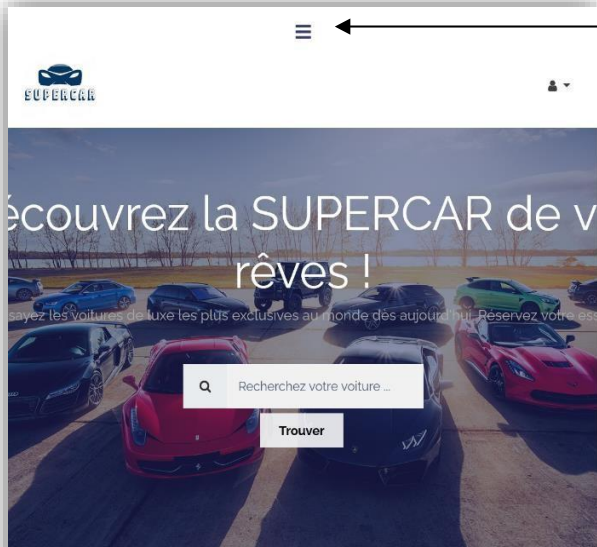 SUPERCAR
écouvrez la SUPERCAR de v
rêves !
sayez les voitures de luxe les plus exclusives au monde dès aujourd'hui. Réservez votre ess
Recherchez votre voiture ...
Trouver